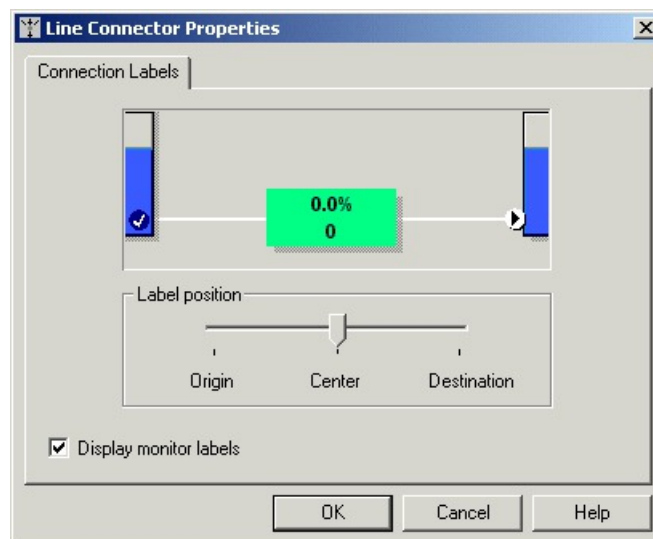 Line Connector Properties
Connection Labels
0.0%
0
Label position
Origin Center Destination
Display monitor labels
OK Cancel Help